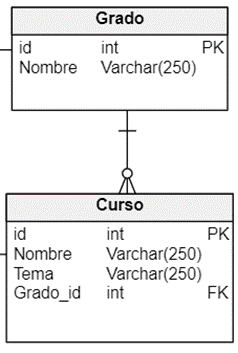 Grado
id int PK
Nombre Varchar(250)
Curso
id int PK
Nombre Varchar(250)
Tema Varchar(250)
Grado_id int FK